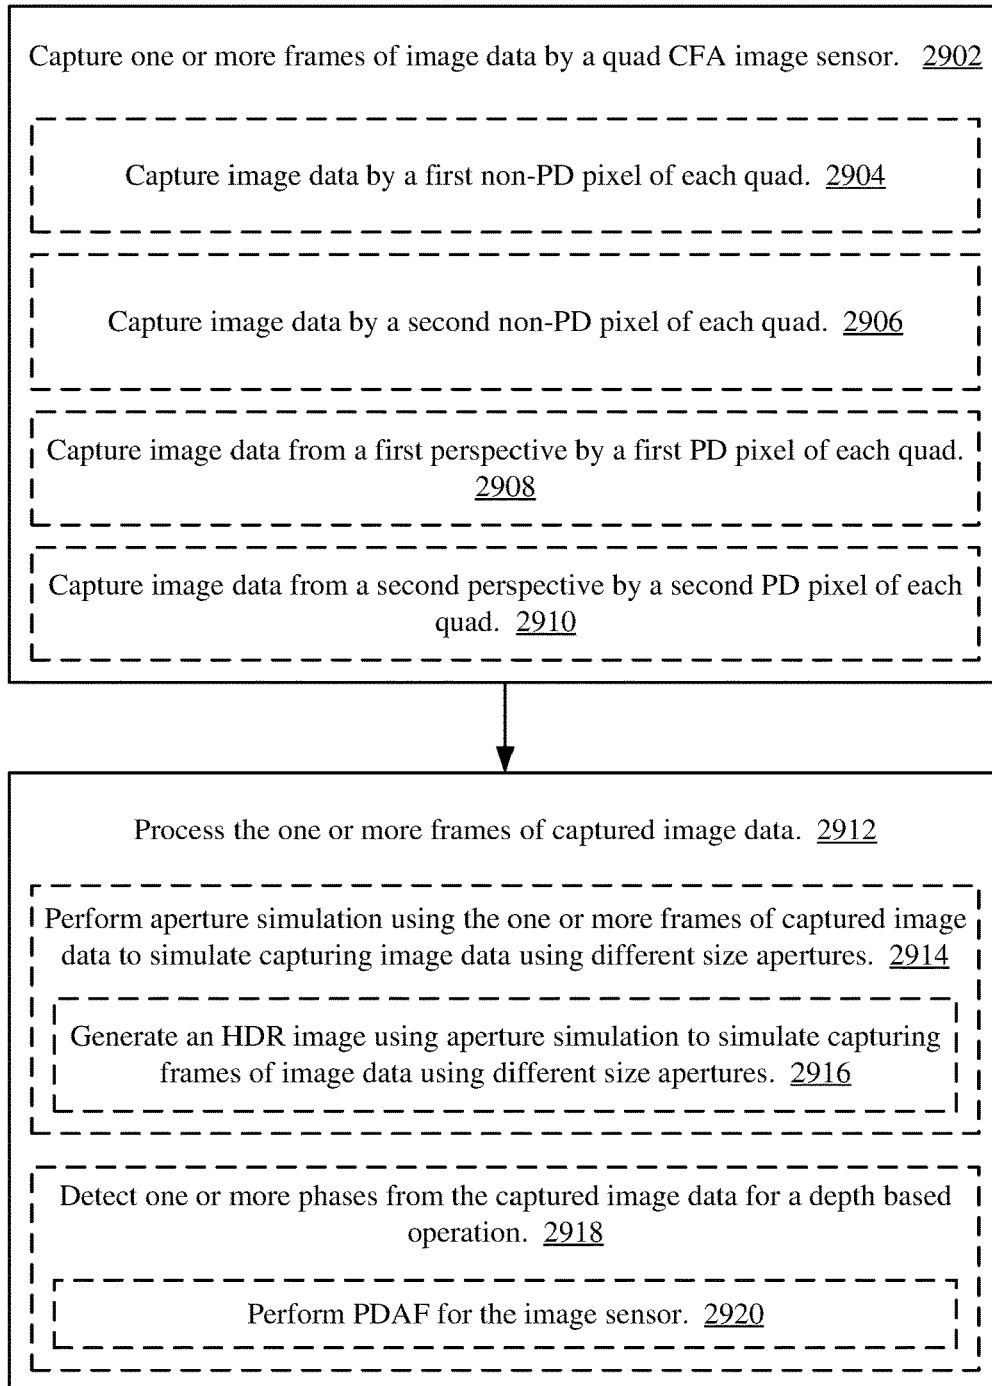 Capture one or more frames of image data by a quad CFA image sensor. 2902
Capture image data by a first non-PD pixel of each quad. 2904
Capture image data by a second non-PD pixel of each quad. 2906
Capture image data from a first perspective by a first PD pixel of each quad.
2908
Capture image data from a second perspective by a second PD pixel of each
quad. 2910
Process the one or more frames of captured image data. 2912
Perform aperture simulation using the one or more frames of captured image
data to simulate capturing image data using different size apertures. 2914
Generate an HDR image using aperture simulation to simulate capturing
frames of image data using different size apertures. 2916
Detect one or more phases from the captured image data for a depth based
operation. 2918
Perform PDAF for the image sensor. 2920